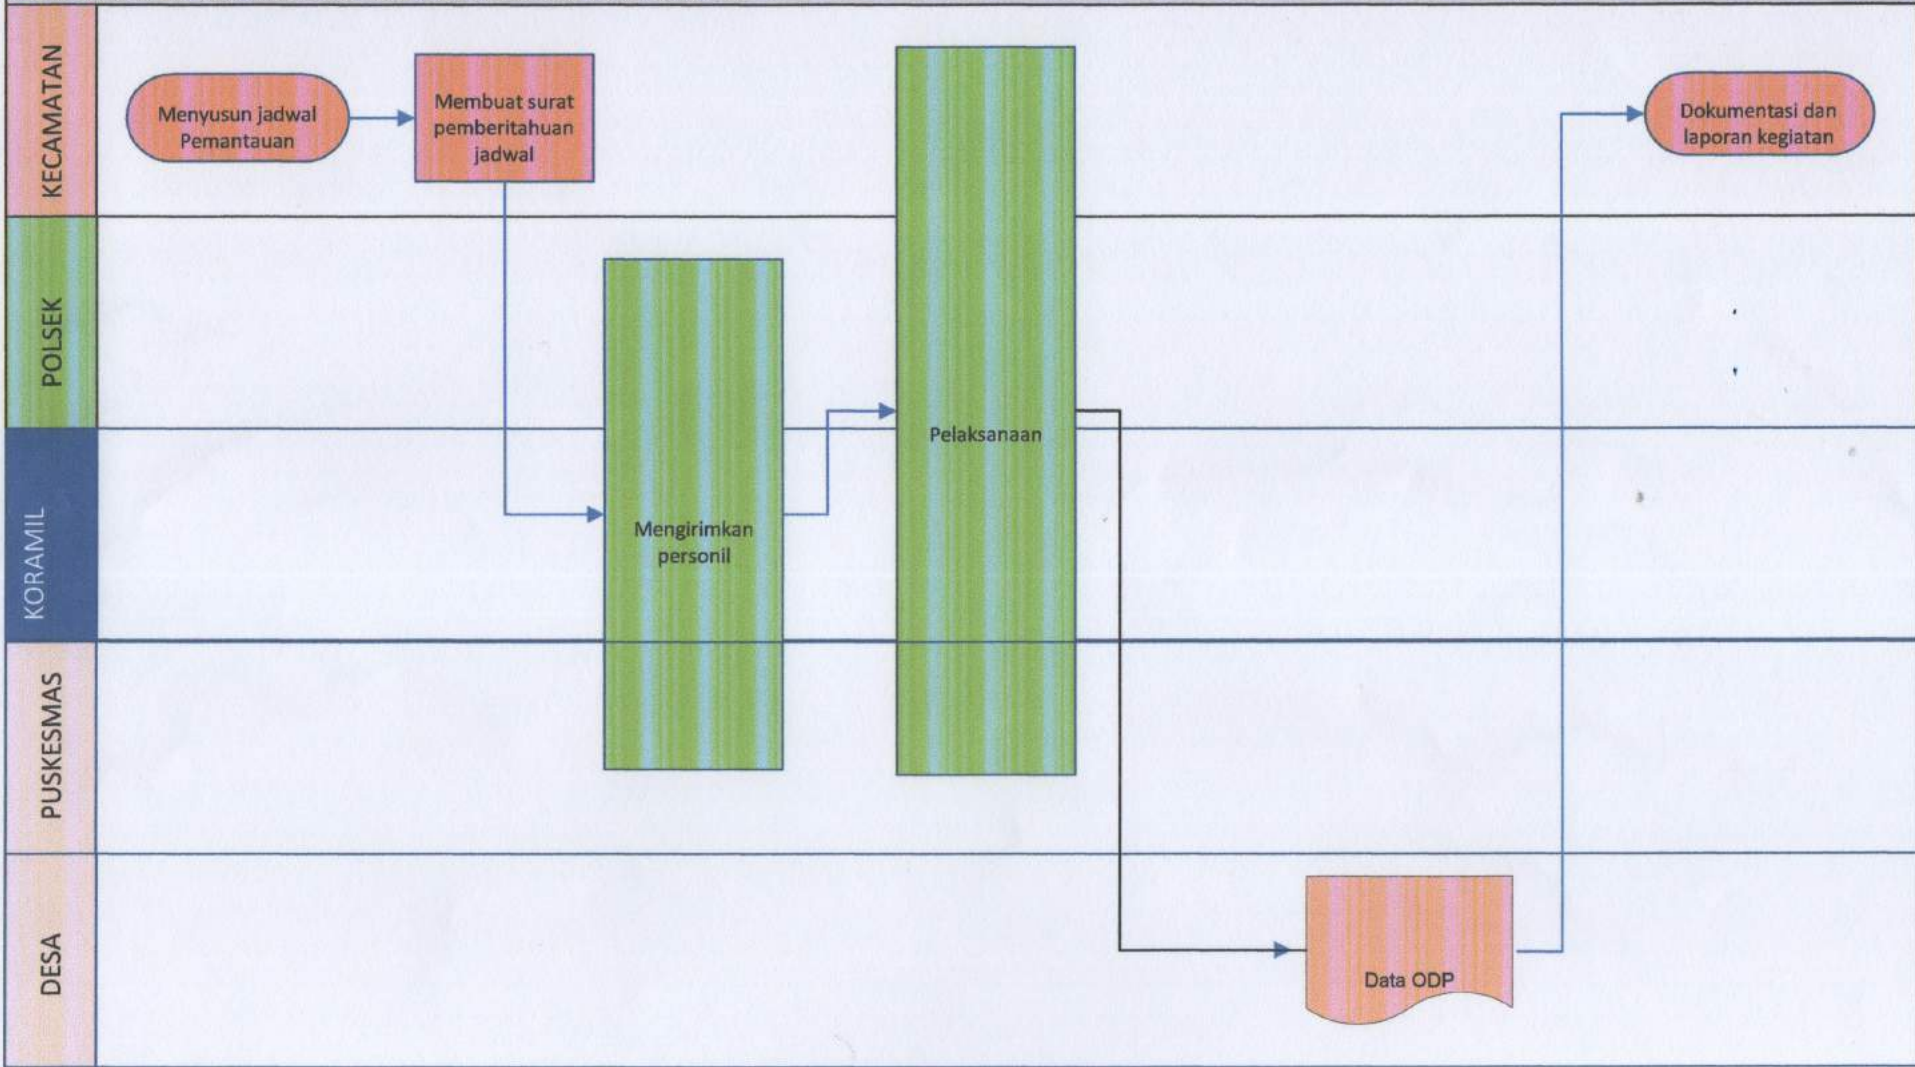 KECAMATAN
Menyusun jadwal
Pemantauan
Membuat surat
pemberitahuan
jadwal
Dokumentasi dan
laporan kegiatan
POLSEK
Pelaksanaan
KORAMIL
Mengirimkan
personil
PUSKESMAS
DESA
Data ODP